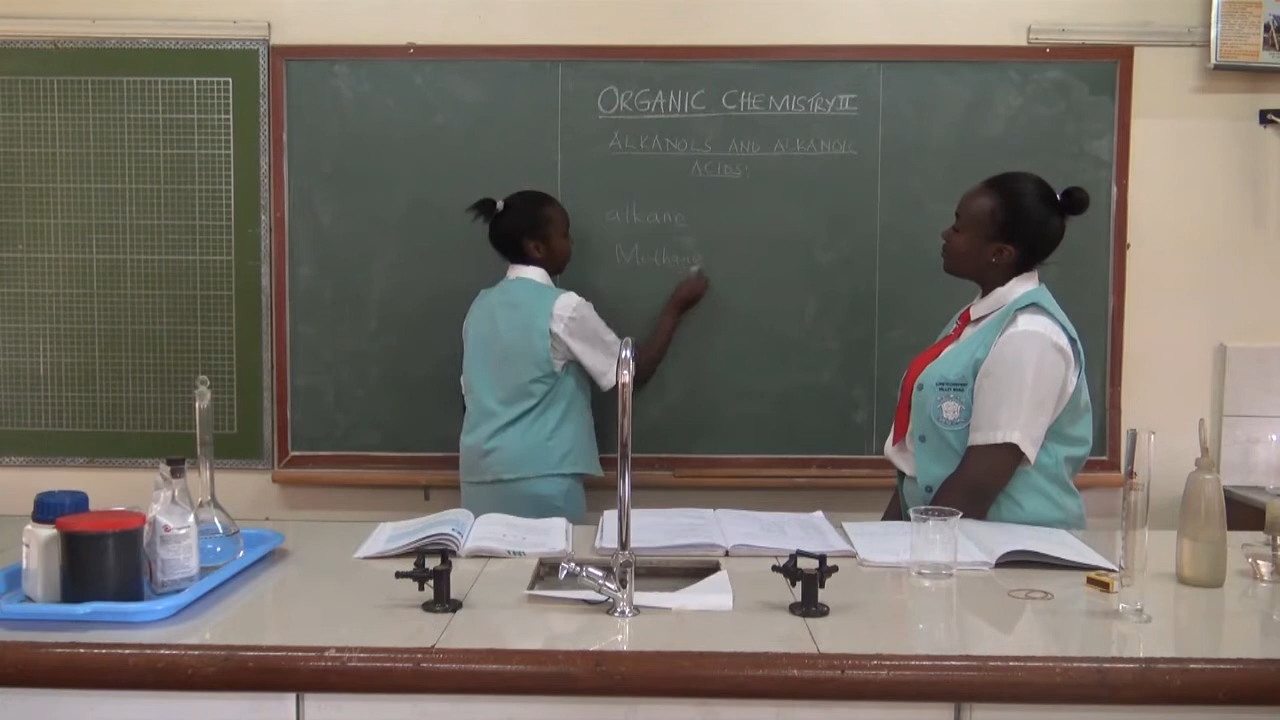 ORGANIC CHEMISTRY II
ALKANOLS AND ALKANOIC
ACIDS:
alkane
Methane